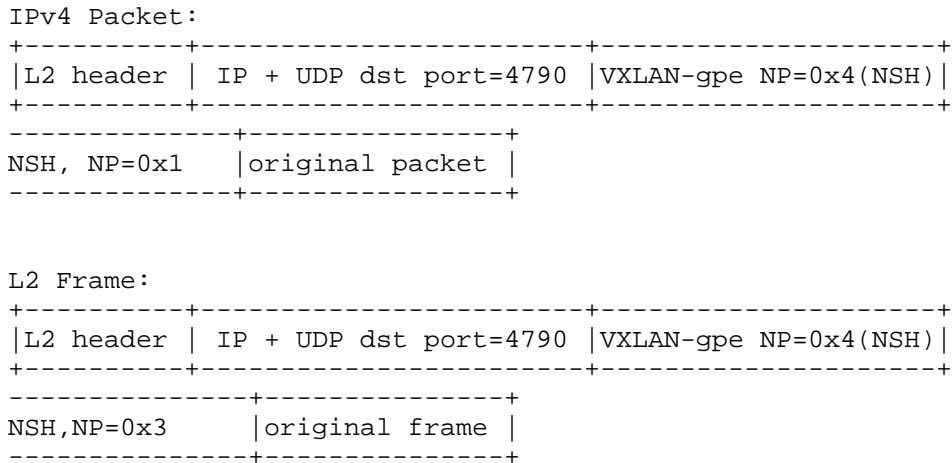 IPv4 Packet:
+----------+------------------------+---------------------+
|L2 header | IP + UDP dst port=4790 |VXLAN-gpe NP=0x4(NSH)|
+----------+------------------------+---------------------+
--------------+----------------+
NSH, NP=0x1   |original packet |
--------------+----------------+
L2 Frame:
+----------+------------------------+---------------------+
|L2 header | IP + UDP dst port=4790 |VXLAN-gpe NP=0x4(NSH)|
+----------+------------------------+---------------------+
---------------+---------------+
NSH,NP=0x3     |original frame |
---------------+---------------+